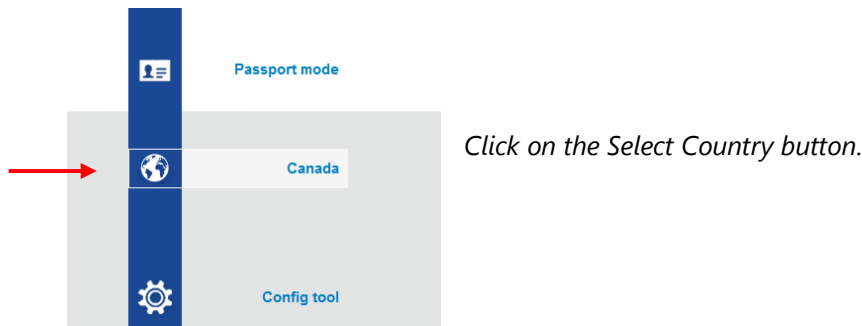 Passport mode
Click on the Select Country button.
Canada
Config tool